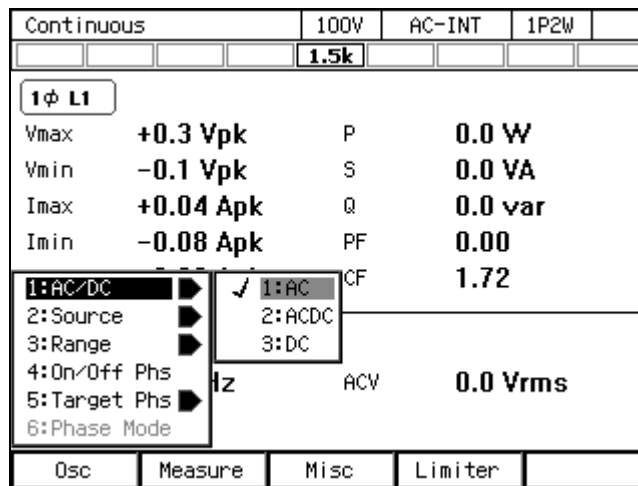 Continuous 100V AC-INT 1P2W
1.5k
1φ L1
Vmax +0.3 Vpk P 0.0 W
Vmin -0.1 Vpk S 0.0 VA
Imax +0.04 Apk Q 0.0 var
Imin -0.08 Apk PF 0.00
CF 1.72
1:AC/DC ✓ 1:AC
2:Source 2:ACDC
3:Range 3:DC
4:On/Off Phs
5:Target Phs Hz ACV 0.0 Vrms
6:Phase Mode
Osc Measure Misc Limiter